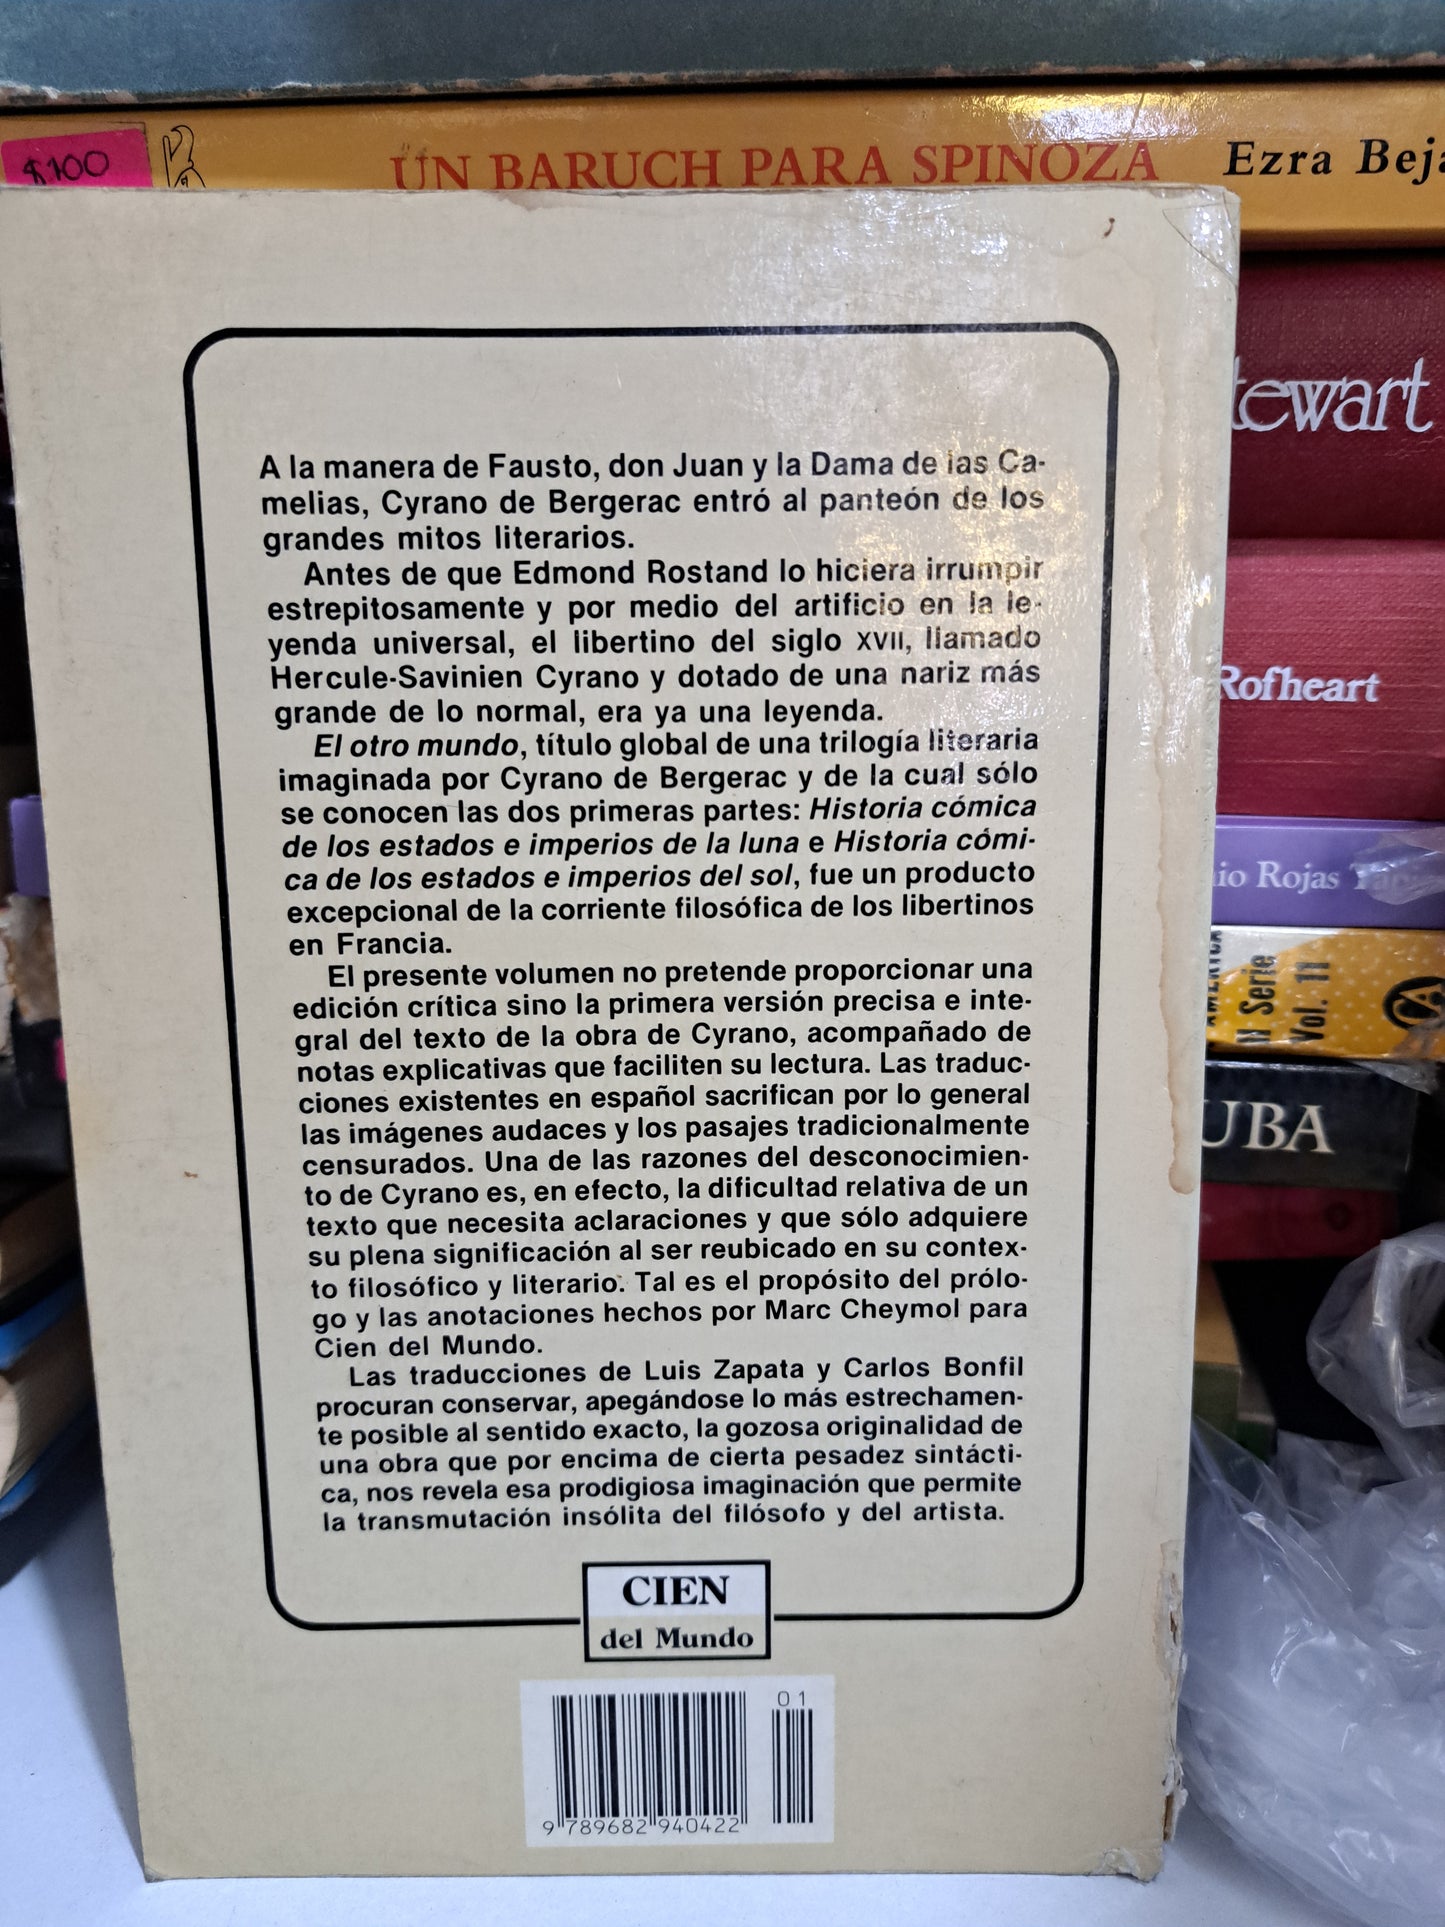 $100
UN BARUCH PARA SPINOZA Ezra
tewart
Rofheart
io Rojas
N Serie
Vol. 11
UBA
A la manera de Fausto, don Juan y la Dama de las Ca-
melias, Cyrano de Bergerac entró al panteón de los
grandes mitos literarios.
Antes de que Edmond Rostand lo hiciera irrumpir
estrepitosamente y por medio del artificio en la le-
yenda universal, el libertino del siglo XVII, llamado
Hercule-Savinien Cyrano y dotado de una nariz más
grande de lo normal, era ya una leyenda.
El otro mundo, título global de una trilogía literaria
imaginada por Cyrano de Bergerac y de la cual sólo
se conocen las dos primeras partes: Historia cómica
de los estados e imperios de la luna e Historia cómi-
ca de los estados e imperios del sol, fue un producto
excepcional de la corriente filosófica de los libertinos
en Francia.
El presente volumen no pretende proporcionar una
edición crítica sino la primera versión precisa e inte-
gral del texto de la obra de Cyrano, acompañado de
notas explicativas que faciliten su lectura. Las traduc-
ciones existentes en español sacrifican por lo general
las imágenes audaces y los pasajes tradicionalmente
censurados. Una de las razones del desconocimien-
to de Cyrano es, en efecto, la dificultad relativa de un
texto que necesita aclaraciones y que sólo adquiere
su plena significación al ser reubicado en su contex-
to filosófico y literario. Tal es el propósito del prólo-
go y las anotaciones hechos por Marc Cheymol para
Cien del Mundo.
Las traducciones de Luis Zapata y Carlos Bonfil
procuran conservar, apegándose lo más estrechamen-
te posible al sentido exacto, la gozosa originalidad de
una obra que por encima de cierta pesadez sintácti-
ca, nos revela esa prodigiosa imaginación que permite
la transmutación insólita del filósofo y del artista.
CIEN
del Mundo
01
9 789682 940422